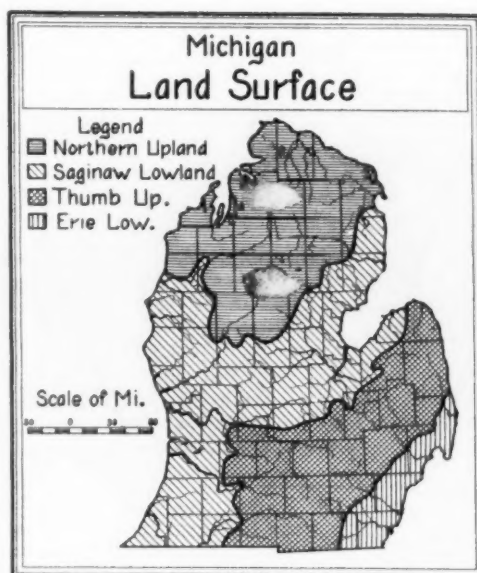 Michigan
Land Surface
Legend
Northern Upland
Saginaw Lowland
Thumb Up.
Erie Low.
Scale of Mi.